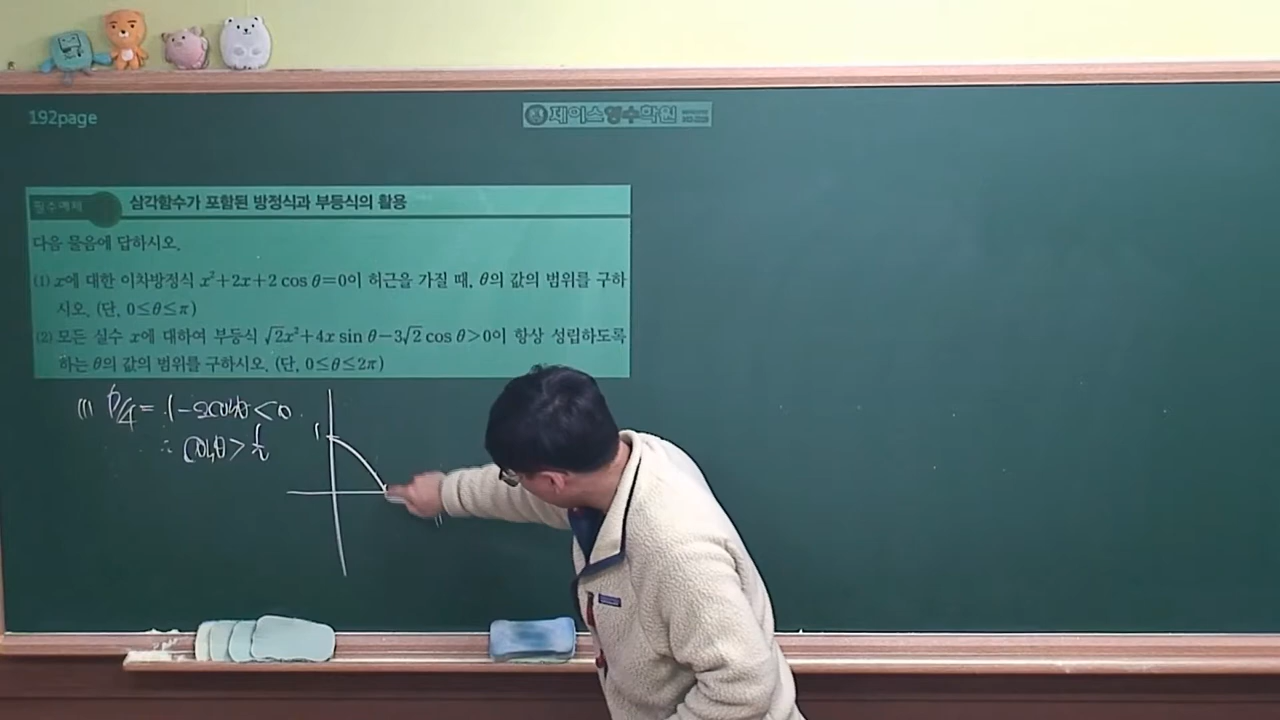 192page
제이스영수학원
필수예제
삼각함수가 포함된 방정식과 부등식의 활용
다음 물음에 답하시오.
(1) x에 대한 이차방정식 x²+2x+2 cos θ=0이 허근을 가질 때, θ의 값의 범위를 구하
시오. (단, 0≤θ≤π)
(2) 모든 실수 x에 대하여 부등식 √2x²+4x sin θ-3√2 cos θ>0이 항상 성립하도록
하는 θ의 값의 범위를 구하시오. (단, 0≤θ≤2π)
(1) D/4 = 1-2cosθ<0
∴ cosθ > 1/2
1